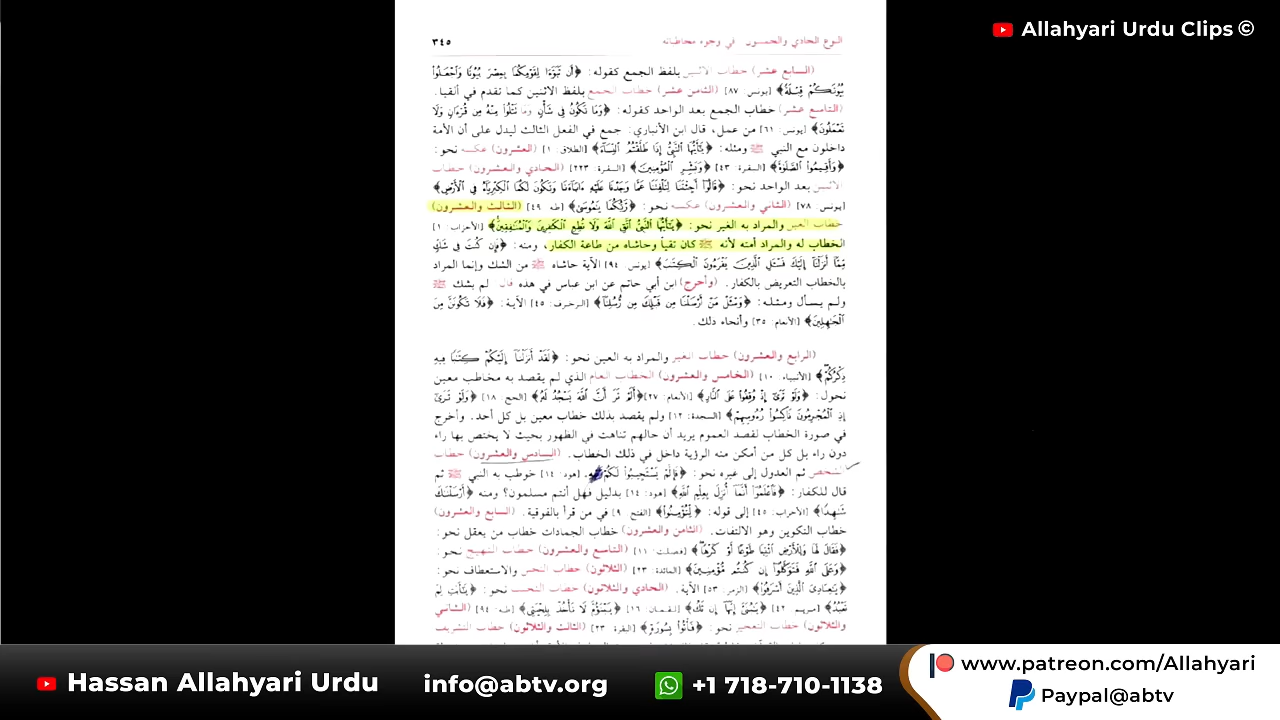 Allahyari Urdu Clips ©
النوع الحادي والخمسون في وجوه مخاطباته ٣٤٥
(السابع عشر) خطاب الاثنين بلفظ الجمع كقوله: ﴿أَن تَبَوَّءَا لِقَوْمِكُمَا بِمِصْرَ بُيُوتًا وَاجْعَلُوا
بُيُوتَكُمْ قِبْلَةً﴾ [يونس: ٨٧] (الثامن عشر) خطاب الجمع بلفظ الاثنين كما تقدم في ألقيا.
(التاسع عشر) خطاب الجمع بعد الواحد كقوله: ﴿وَمَا تَكُونُ فِي شَأْنٍ وَمَا تَتْلُوا مِنْهُ مِن قُرْءَانٍ وَلَا
تَعْمَلُونَ﴾ [يونس: ٦١] من عمل، قال ابن الأنباري: جمع في الفعل الثالث ليدل على أن الأمة
داخلون مع النبي ﷺ ومثله: ﴿يَٰٓأَيُّهَا النَّبِيُّ إِذَا طَلَّقْتُمُ النِّسَآءَ﴾ [الطلاق: ١] (العشرون) عكسه نحو:
﴿وَأَقِيمُوا الصَّلَوٰةَ﴾ [البقرة: ٤٣] ﴿وَبَشِّرِ الْمُؤْمِنِينَ﴾ [البقرة: ٢٢٣] (الحادي والعشرون) خطاب
الاثنين بعد الواحد نحو: ﴿قَالُوٓا أَجِئْتَنَا لِتَلْفِتَنَا عَمَّا وَجَدْنَا عَلَيْهِ ءَابَآءَنَا وَتَكُونَ لَكُمَا الْكِبْرِيَآءُ فِي الْأَرْضِ﴾
[يونس: ٧٨] (الثاني والعشرون) عكسه نحو: ﴿رَّبُّكُمَا يَٰمُوسَىٰ﴾ [طه: ٤٩] (الثالث والعشرون)
خطاب العين والمراد به الغير نحو: ﴿يَٰٓأَيُّهَا النَّبِيُّ اتَّقِ اللَّهَ وَلَا تُطِعِ الْكَٰفِرِينَ وَالْمُنَٰفِقِينَ﴾ [الأحزاب: ١]
الخطاب له والمراد أمته لأنه ﷺ كان تقياً وحاشاه من طاعة الكفار، ومنه: ﴿فَإِن كُنتَ فِي شَكٍّ
مِّمَّآ أَنزَلْنَآ إِلَيْكَ فَسْـَٔلِ الَّذِينَ يَقْرَءُونَ الْكِتَٰبَ﴾ [يونس: ٩٤] الآية حاشاه ﷺ من الشك وإنما المراد
بالخطاب التعريض بالكفار. (وأخرج) ابن أبي حاتم عن ابن عباس في هذه قال لم يشك ﷺ
ولم يسأل ومثله: ﴿وَسْـَٔلْ مَنْ أَرْسَلْنَا مِن قَبْلِكَ مِن رُّسُلِنَآ﴾ [الزخرف: ٤٥] الآية: ﴿فَلَا تَكُونَنَّ مِنَ
الْجَٰهِلِينَ﴾ [الأنعام: ٣٥] وأنحاء ذلك.
(الرابع والعشرون) خطاب الغير والمراد به العين نحو: ﴿لَقَدْ أَنزَلْنَآ إِلَيْكُمْ كِتَٰبًا فِيهِ
ذِكْرُكُمْ﴾ [الأنبياء: ١٠] (الخامس والعشرون) الخطاب العام الذي لم يقصد به مخاطب معين
نحول: ﴿وَلَوْ تَرَىٰٓ إِذْ وُقِفُوا عَلَى النَّارِ﴾ [الأنعام: ٢٧] ﴿أَلَمْ تَرَ أَنَّ اللَّهَ يَسْجُدُ لَهُ﴾ [الحج: ١٨] ﴿وَلَوْ تَرَىٰٓ
إِذِ الْمُجْرِمُونَ نَاكِسُوا رُءُوسِهِمْ﴾ [السجدة: ١٢] ولم يقصد بذلك خطاب معين بل كل أحد. وأخرج
في صورة الخطاب لقصد العموم يريد أن حالهم تناهت في الظهور بحيث لا يختص بها راء
دون راء بل كل من أمكن منه الرؤية داخل في ذلك الخطاب. (السادس والعشرون) خطاب
الشخص ثم العدول إلى غيره نحو: ﴿فَإِلَّمْ يَسْتَجِيبُوا لَكُمْ﴾ [هود: ١٤] خوطب به النبي ﷺ ثم
قال للكفار: ﴿فَاعْلَمُوٓا أَنَّمَآ أُنزِلَ بِعِلْمِ اللَّهِ﴾ [هود: ١٤] بدليل فهل أنتم مسلمون؟ ومنه ﴿أَرْسَلْنَٰكَ
شَٰهِدًا﴾ [الأحزاب: ٤٥] إلى قوله: ﴿لِتُؤْمِنُوا﴾ [الفتح: ٩] في من قرأ بالفوقية. (السابع والعشرون)
خطاب التكوين وهو الالتفات. (الثامن والعشرون) خطاب الجمادات خطاب من يعقل نحو:
﴿فَقَالَ لَهَا وَلِلْأَرْضِ ائْتِيَا طَوْعًا أَوْ كَرْهًا﴾ [فصلت: ١١] (التاسع والعشرون) خطاب التهييج نحو:
﴿وَعَلَى اللَّهِ فَتَوَكَّلُوٓا إِن كُنتُم مُّؤْمِنِينَ﴾ [المائدة: ٢٣] (الثلاثون) خطاب التحنن والاستعطاف نحو:
﴿يَٰعِبَادِيَ الَّذِينَ أَسْرَفُوا﴾ [الزمر: ٥٣] الآية. (الحادي والثلاثون) خطاب التحبب نحو: ﴿يَٰٓأَبَتِ لِمَ
تَعْبُدُ﴾ [مريم: ٤٢] ﴿يَٰبُنَيَّ إِنَّهَآ إِن تَكُ﴾ [لقمان: ١٦] ﴿يَبْنَؤُمَّ لَا تَأْخُذْ بِلِحْيَتِي﴾ [طه: ٩٤] (الثاني
والثلاثون) خطاب التعجيز نحو: ﴿فَأْتُوا بِسُورَةٍ﴾ [البقرة: ٢٣] (الثالث والثلاثون) خطاب التشريف
Hassan Allahyari Urdu info@abtv.org +1 718-710-1138
www.patreon.com/Allahyari
Paypal@abtv